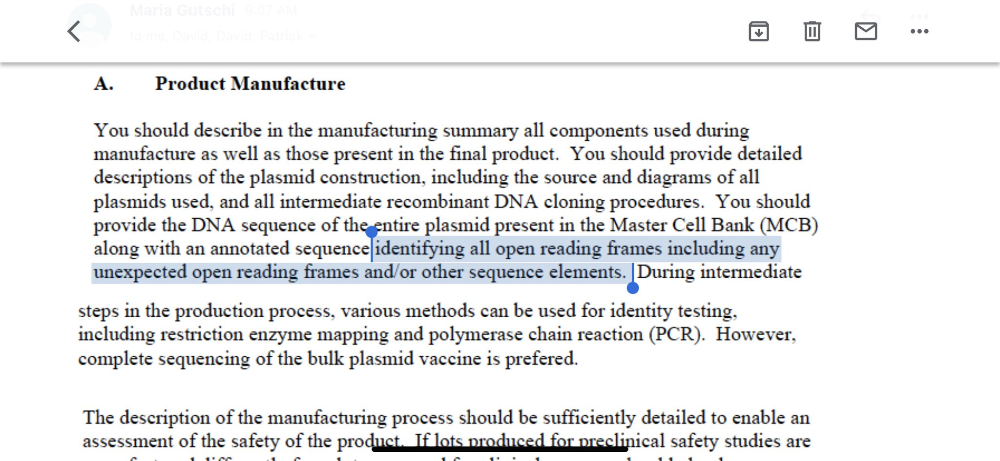 Maria Gutschi 9:07 AM
to me, David, David, Patrick
A. Product Manufacture
You should describe in the manufacturing summary all components used during
manufacture as well as those present in the final product. You should provide detailed
descriptions of the plasmid construction, including the source and diagrams of all
plasmids used, and all intermediate recombinant DNA cloning procedures. You should
provide the DNA sequence of the entire plasmid present in the Master Cell Bank (MCB)
along with an annotated sequence identifying all open reading frames including any
unexpected open reading frames and/or other sequence elements. During intermediate
steps in the production process, various methods can be used for identity testing,
including restriction enzyme mapping and polymerase chain reaction (PCR). However,
complete sequencing of the bulk plasmid vaccine is prefered.
The description of the manufacturing process should be sufficiently detailed to enable an
assessment of the safety of the product. If lots produced for preclinical safety studies are